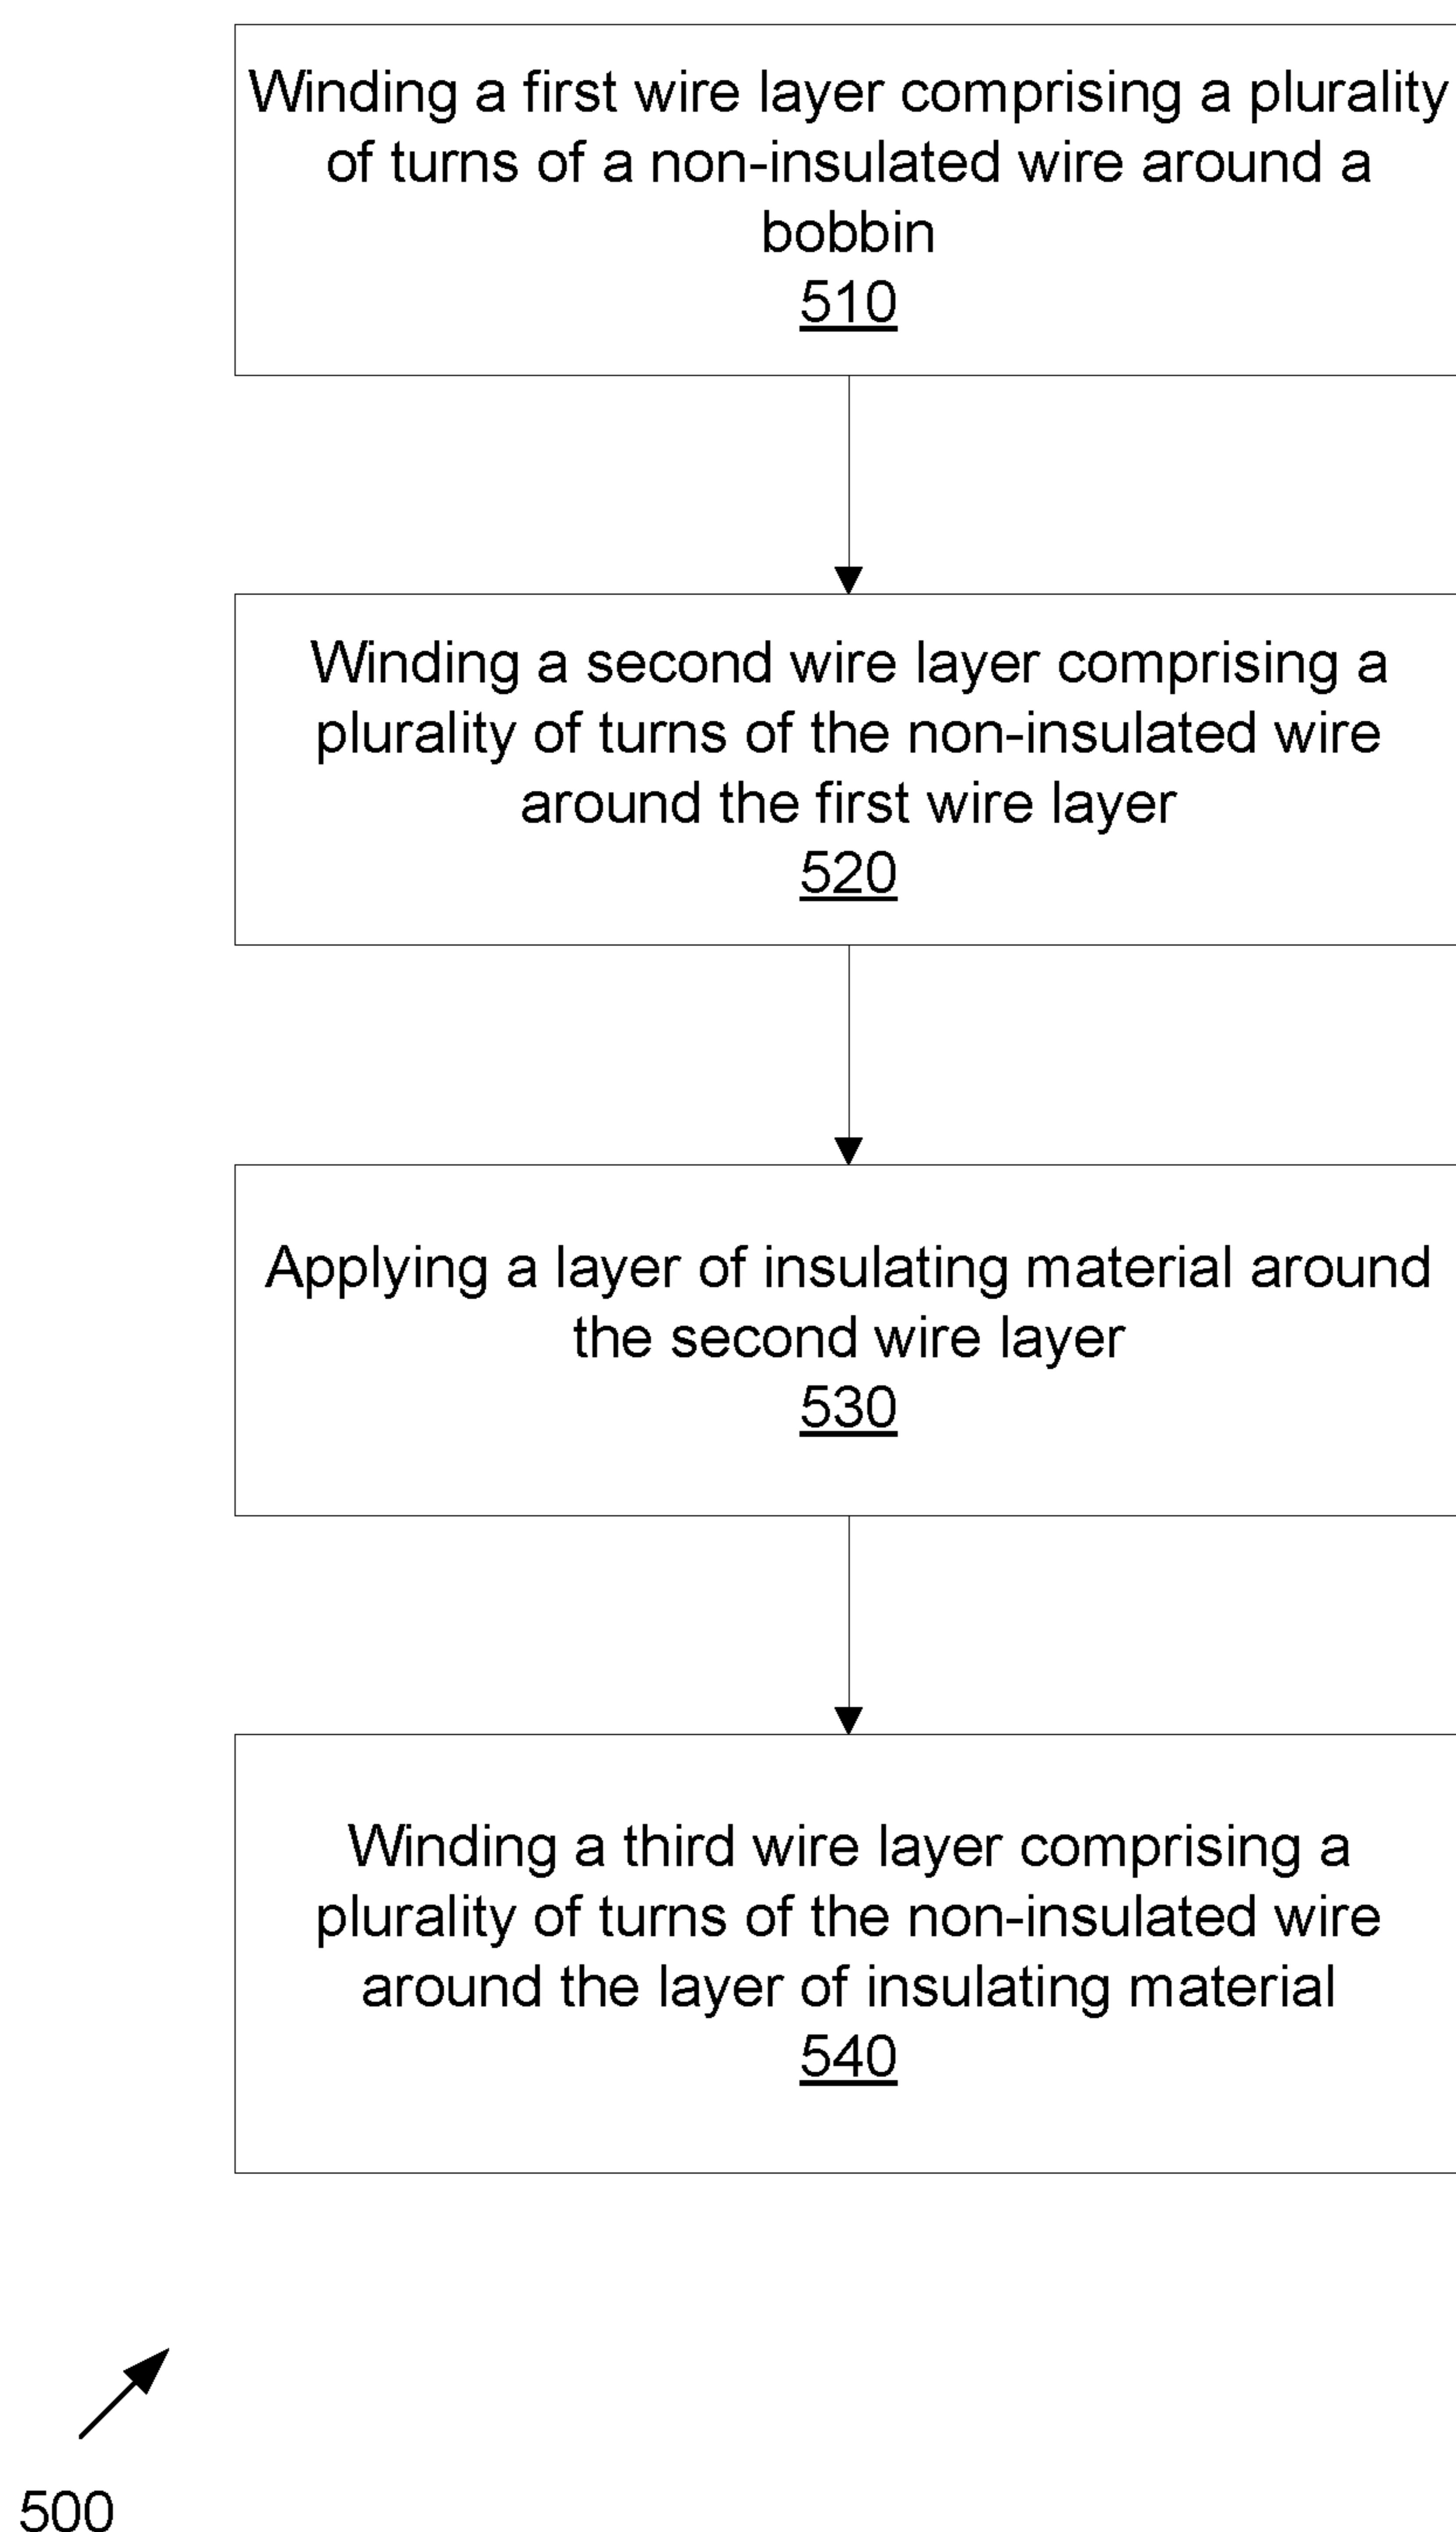 Winding a first wire layer comprising a plurality
of turns of a non-insulated wire around a
bobbin
510
Winding a second wire layer comprising a
plurality of turns of the non-insulated wire
around the first wire layer
520
Applying a layer of insulating material around
the second wire layer
530
Winding a third wire layer comprising a
plurality of turns of the non-insulated wire
around the layer of insulating material
540
500